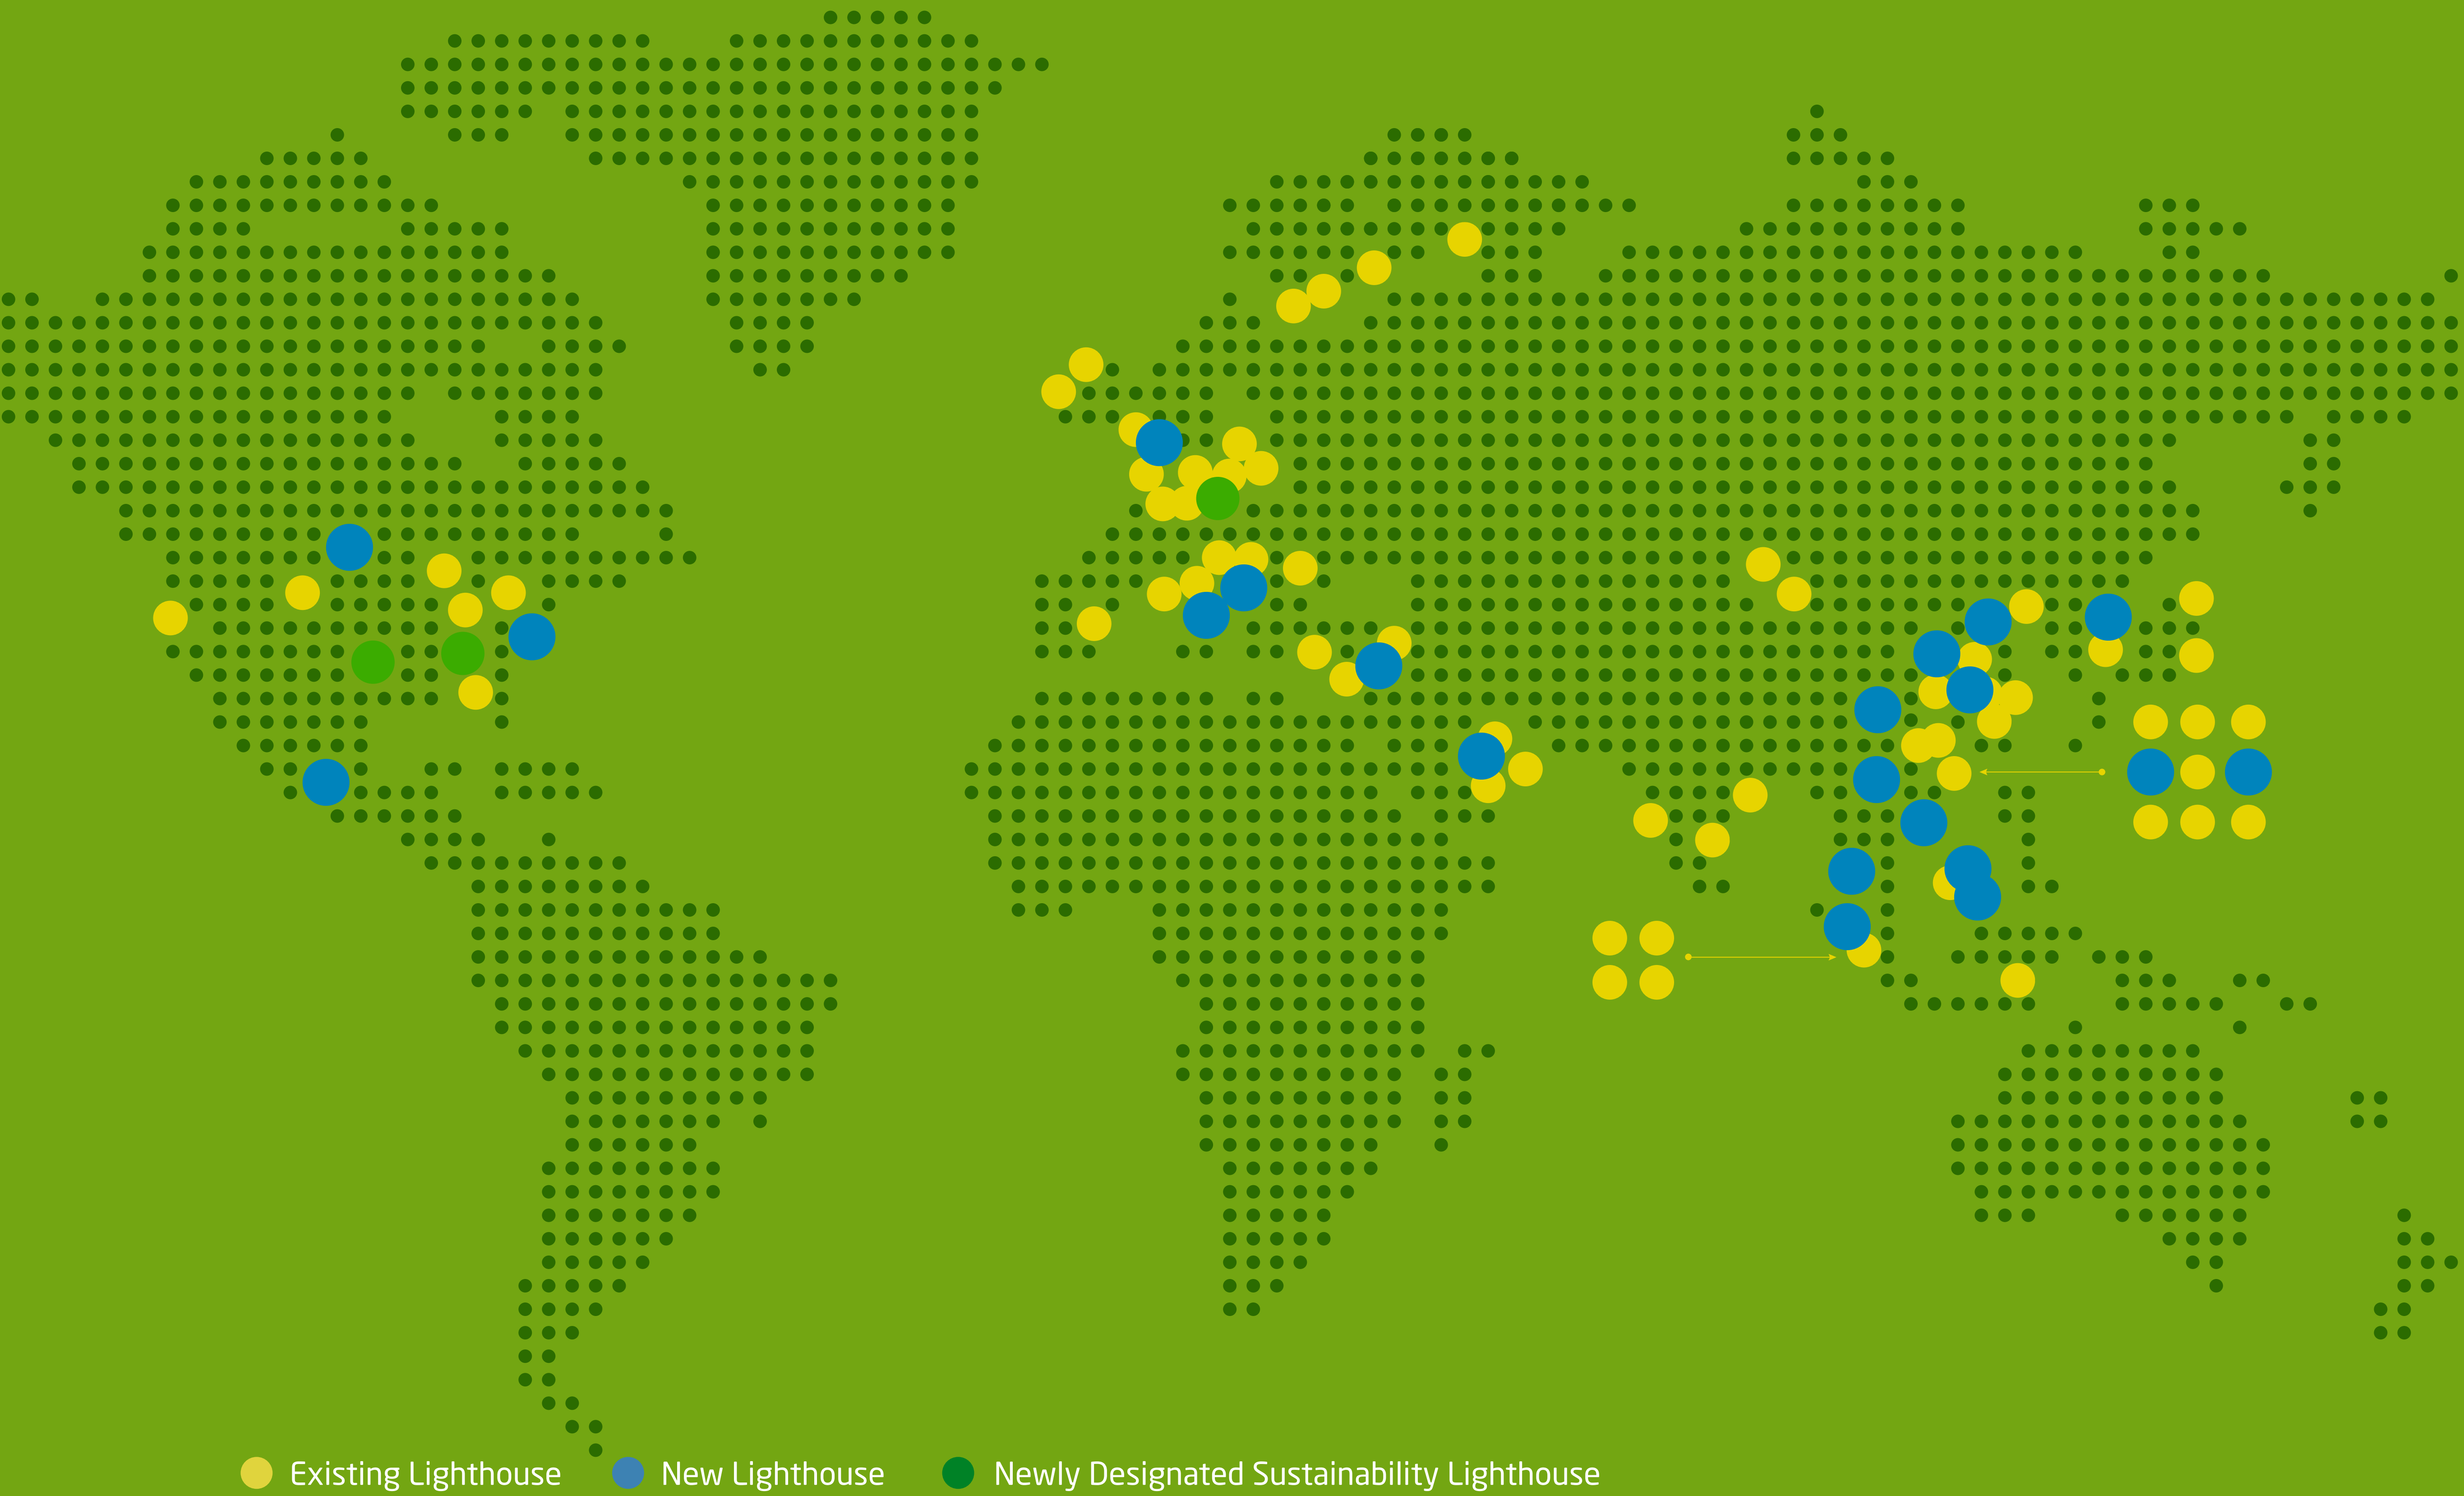 Existing Lighthouse
New Lighthouse
Newly Designated Sustainability Lighthouse